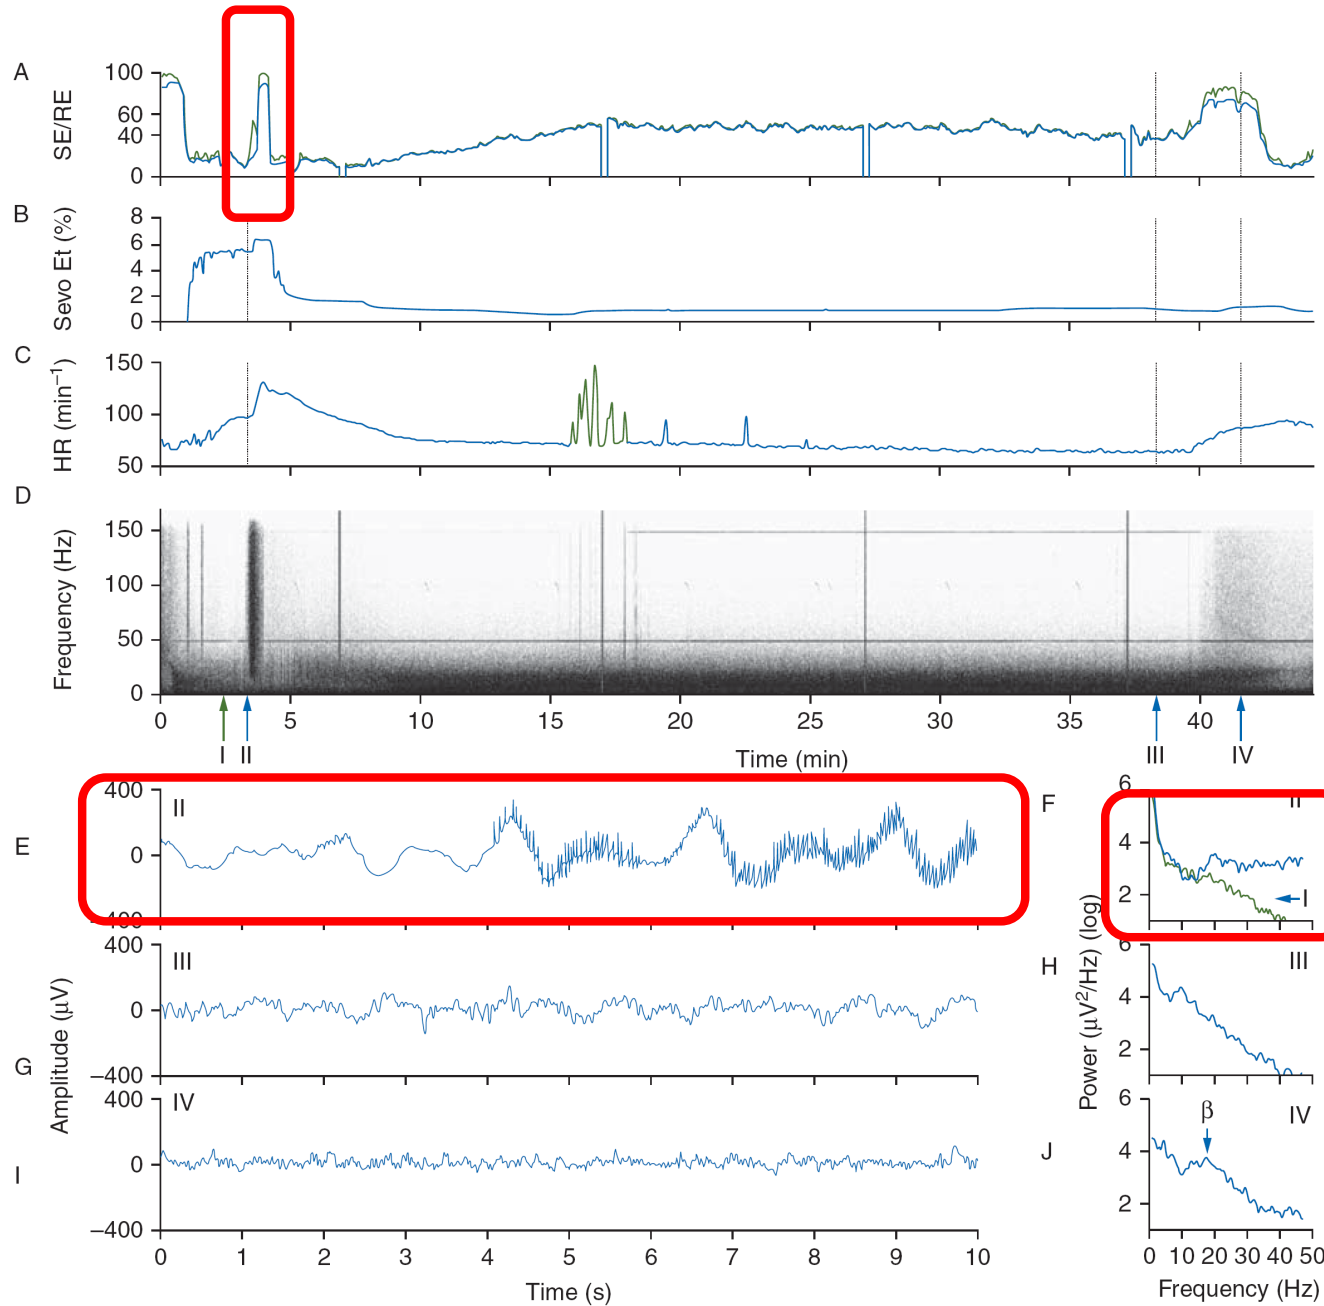 A
SE/RE
100
60
40
0
B
Sevo Et (%)
8
6
4
2
0
C
HR (min⁻¹)
150
100
50
D
Frequency (Hz)
150
100
50
0
0 5 10 15 20 25 30 35 40
I II III IV
Time (min)
E
II
400
0
−400
G
III
400
0
−400
Amplitude (μV)
I
IV
400
0
−400
0 1 2 3 4 5 6 7 8 9 10
Time (s)
F
II
6
4
2
I
H
III
6
4
2
Power (μV²/Hz) (log)
J
IV
β
6
4
2
0 10 20 30 40 50
Frequency (Hz)